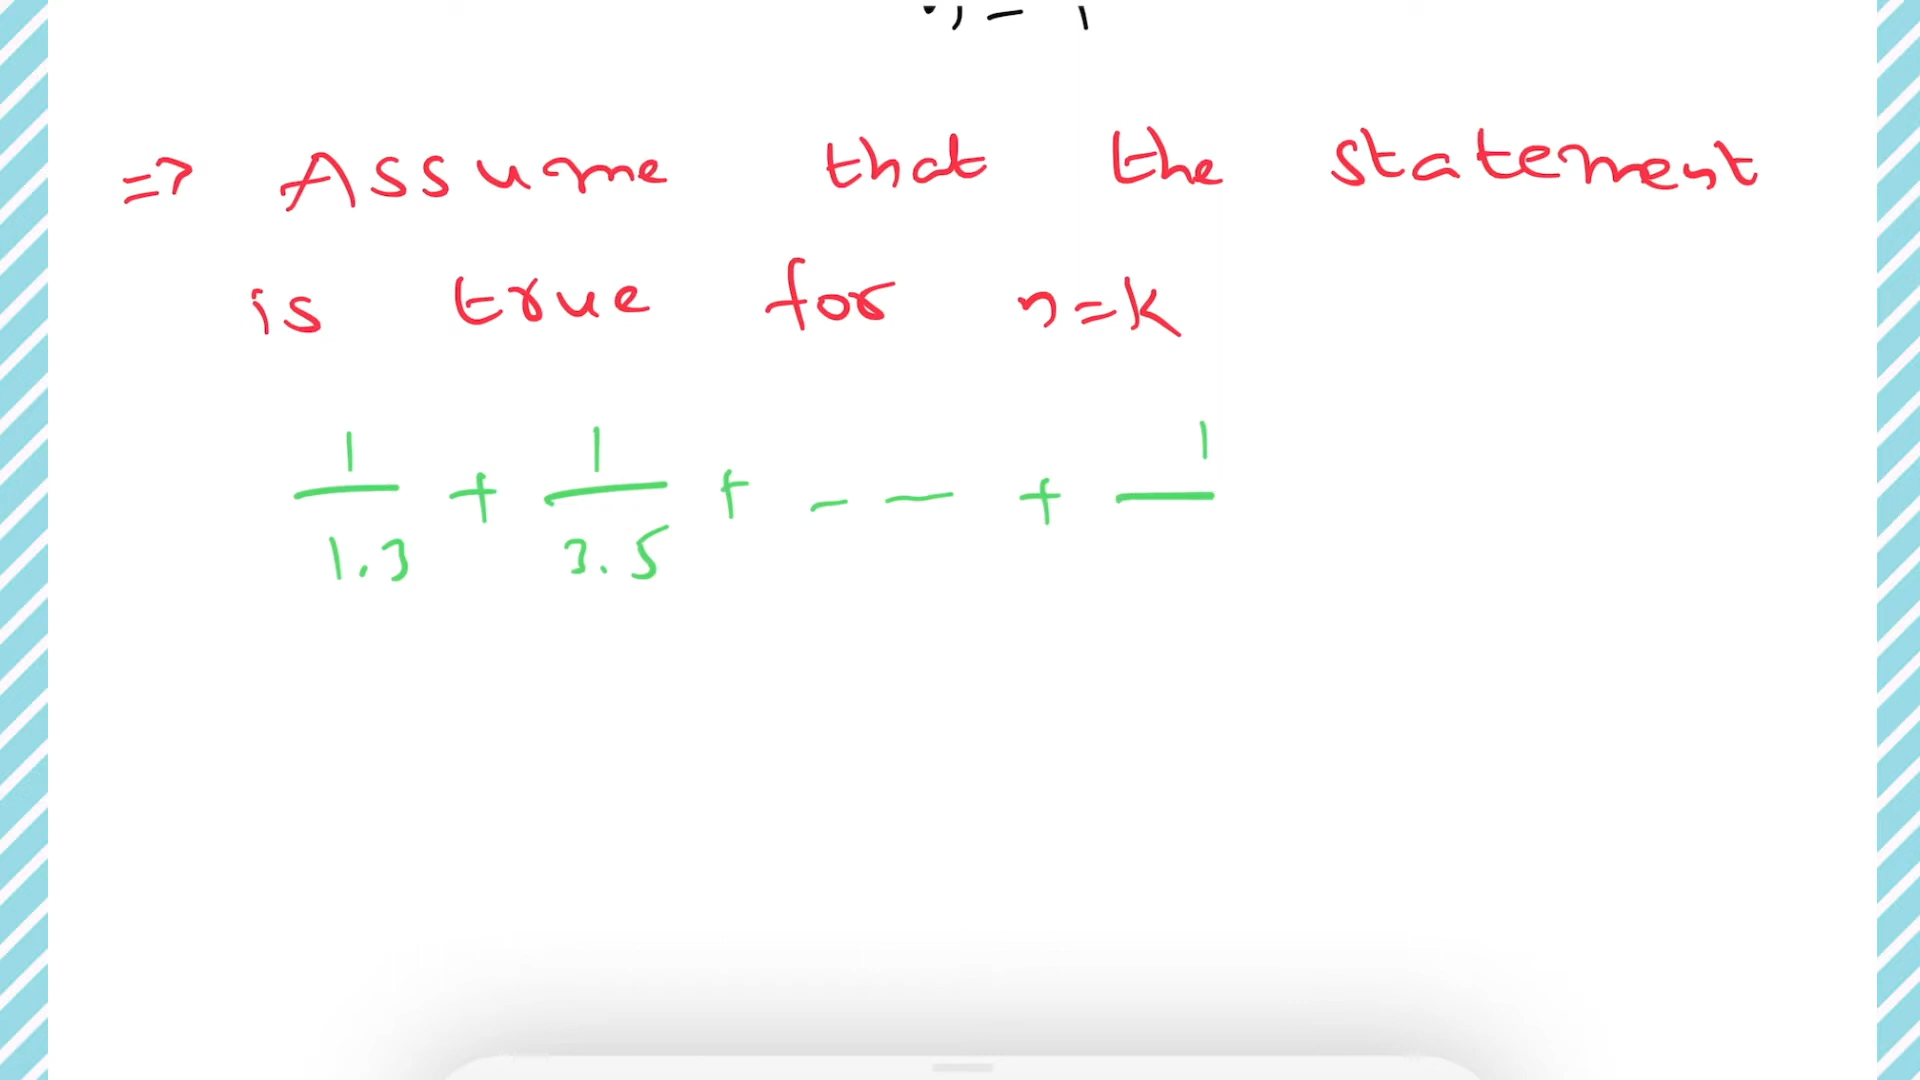 => Assume that the statement
is true for n=k
1/1.3 + 1/3.5 + - - + 1/